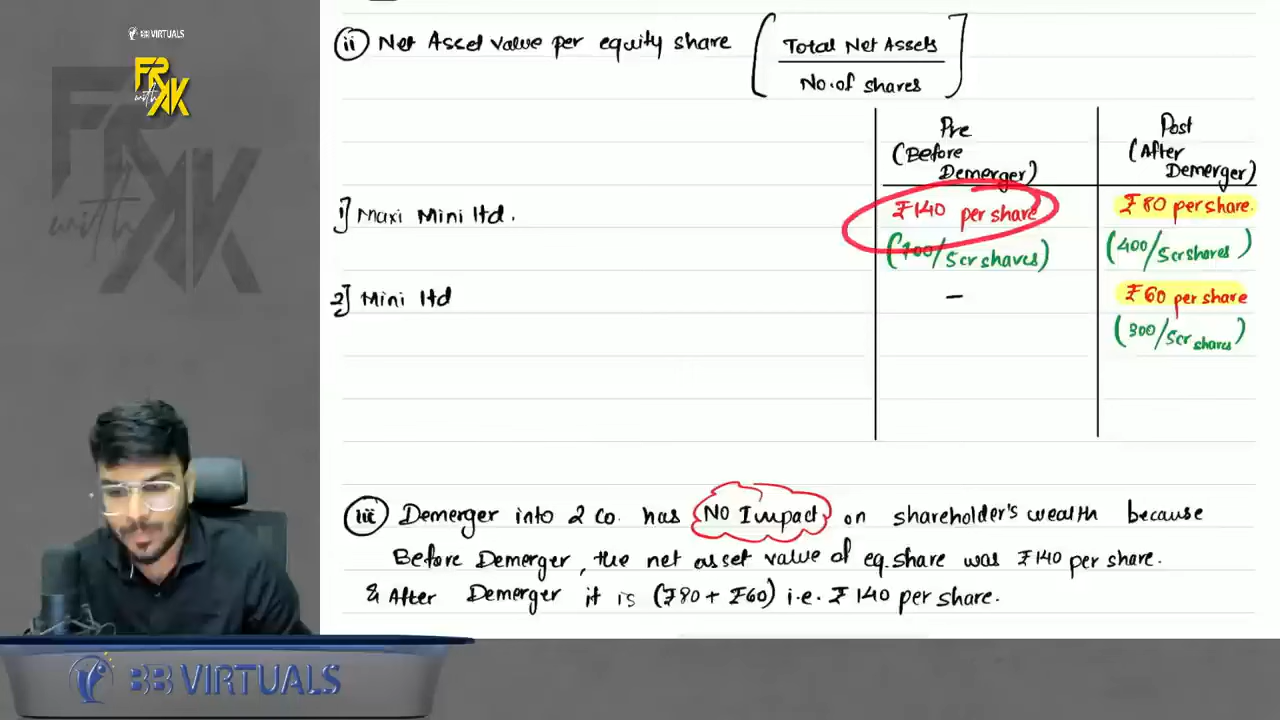 BB VIRTUALS
FR
with
AK
FR
with
AK
ii Net Asset value per equity share [ Total Net Assets
No. of shares ]
Pre
(Before
Demerger)
Post
(After
Demerger)
1] Maxi Mini ltd. ₹140 per share ₹80 per share.
(700/5cr shares) (400/5cr shares)
2] Mini ltd — ₹60 per share
(300/5cr shares)
iii Demerger into 2 Co. has No Impact on shareholder's wealth because
Before Demerger, the net asset value of eq. share was ₹140 per share.
& After Demerger it is (₹80 + ₹60) i.e. ₹140 per share.
BB VIRTUALS